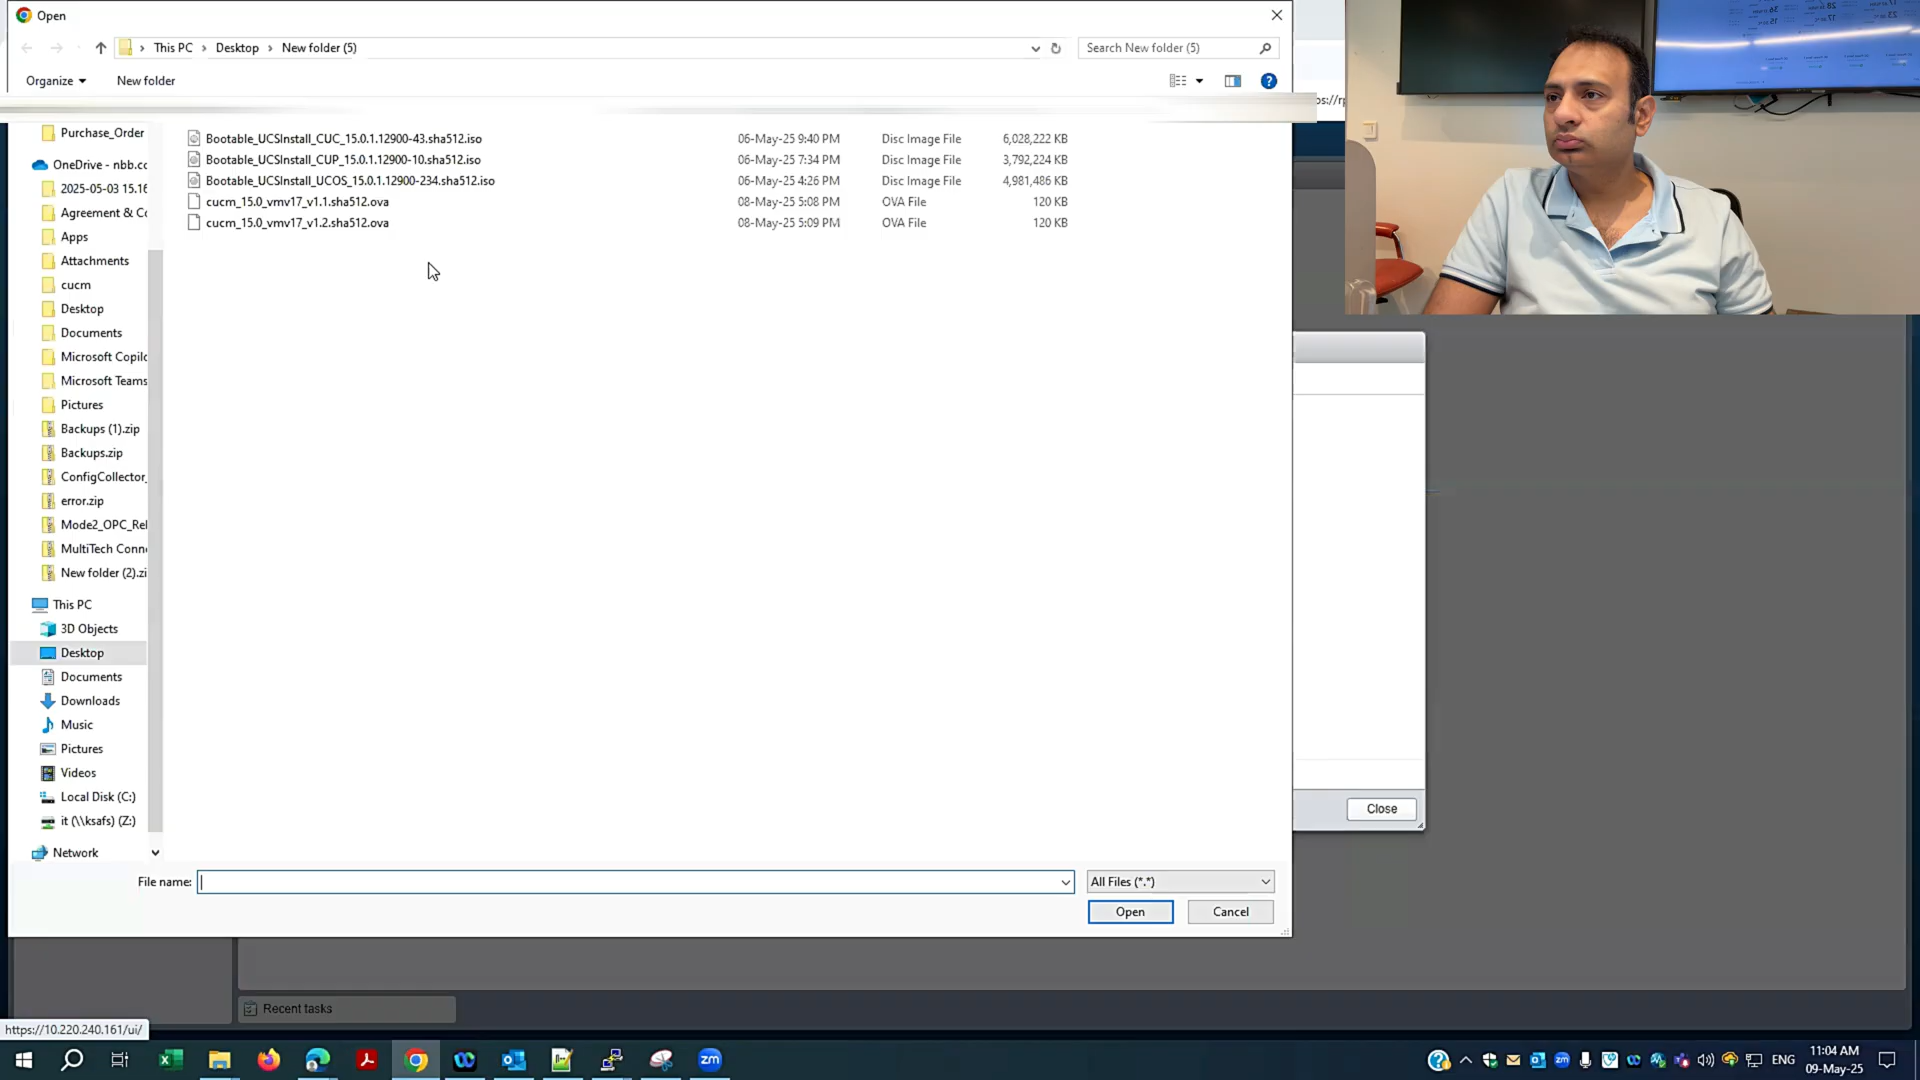 Open
This PC > Desktop > New folder (5)
Search New folder (5)
Organize
New folder
Purchase_Order
OneDrive - nbb.cc
2025-05-03 15.16
Agreement & Cc
Apps
Attachments
cucm
Desktop
Documents
Microsoft Copilc
Microsoft Teams
Pictures
Backups (1).zip
Backups.zip
ConfigCollector_
error.zip
Mode2_OPC_Rel
MultiTech Conn
New folder (2).zi
This PC
3D Objects
Desktop
Documents
Downloads
Music
Pictures
Videos
Local Disk (C:)
it (\\ksafs) (Z:)
Network
Bootable_UCSInstall_CUC_15.0.1.12900-43.sha512.iso 06-May-25 9:40 PM Disc Image File 6,028,222 KB
Bootable_UCSInstall_CUP_15.0.1.12900-10.sha512.iso 06-May-25 7:34 PM Disc Image File 3,792,224 KB
Bootable_UCSInstall_UCOS_15.0.1.12900-234.sha512.iso 06-May-25 4:26 PM Disc Image File 4,981,486 KB
cucm_15.0_vmv17_v1.1.sha512.ova 08-May-25 5:08 PM OVA File 120 KB
cucm_15.0_vmv17_v1.2.sha512.ova 08-May-25 5:09 PM OVA File 120 KB
File name:
All Files (*.*)
Open
Cancel
Close
Recent tasks
https://10.220.240.161/ui/
ENG
11:04 AM
09-May-25